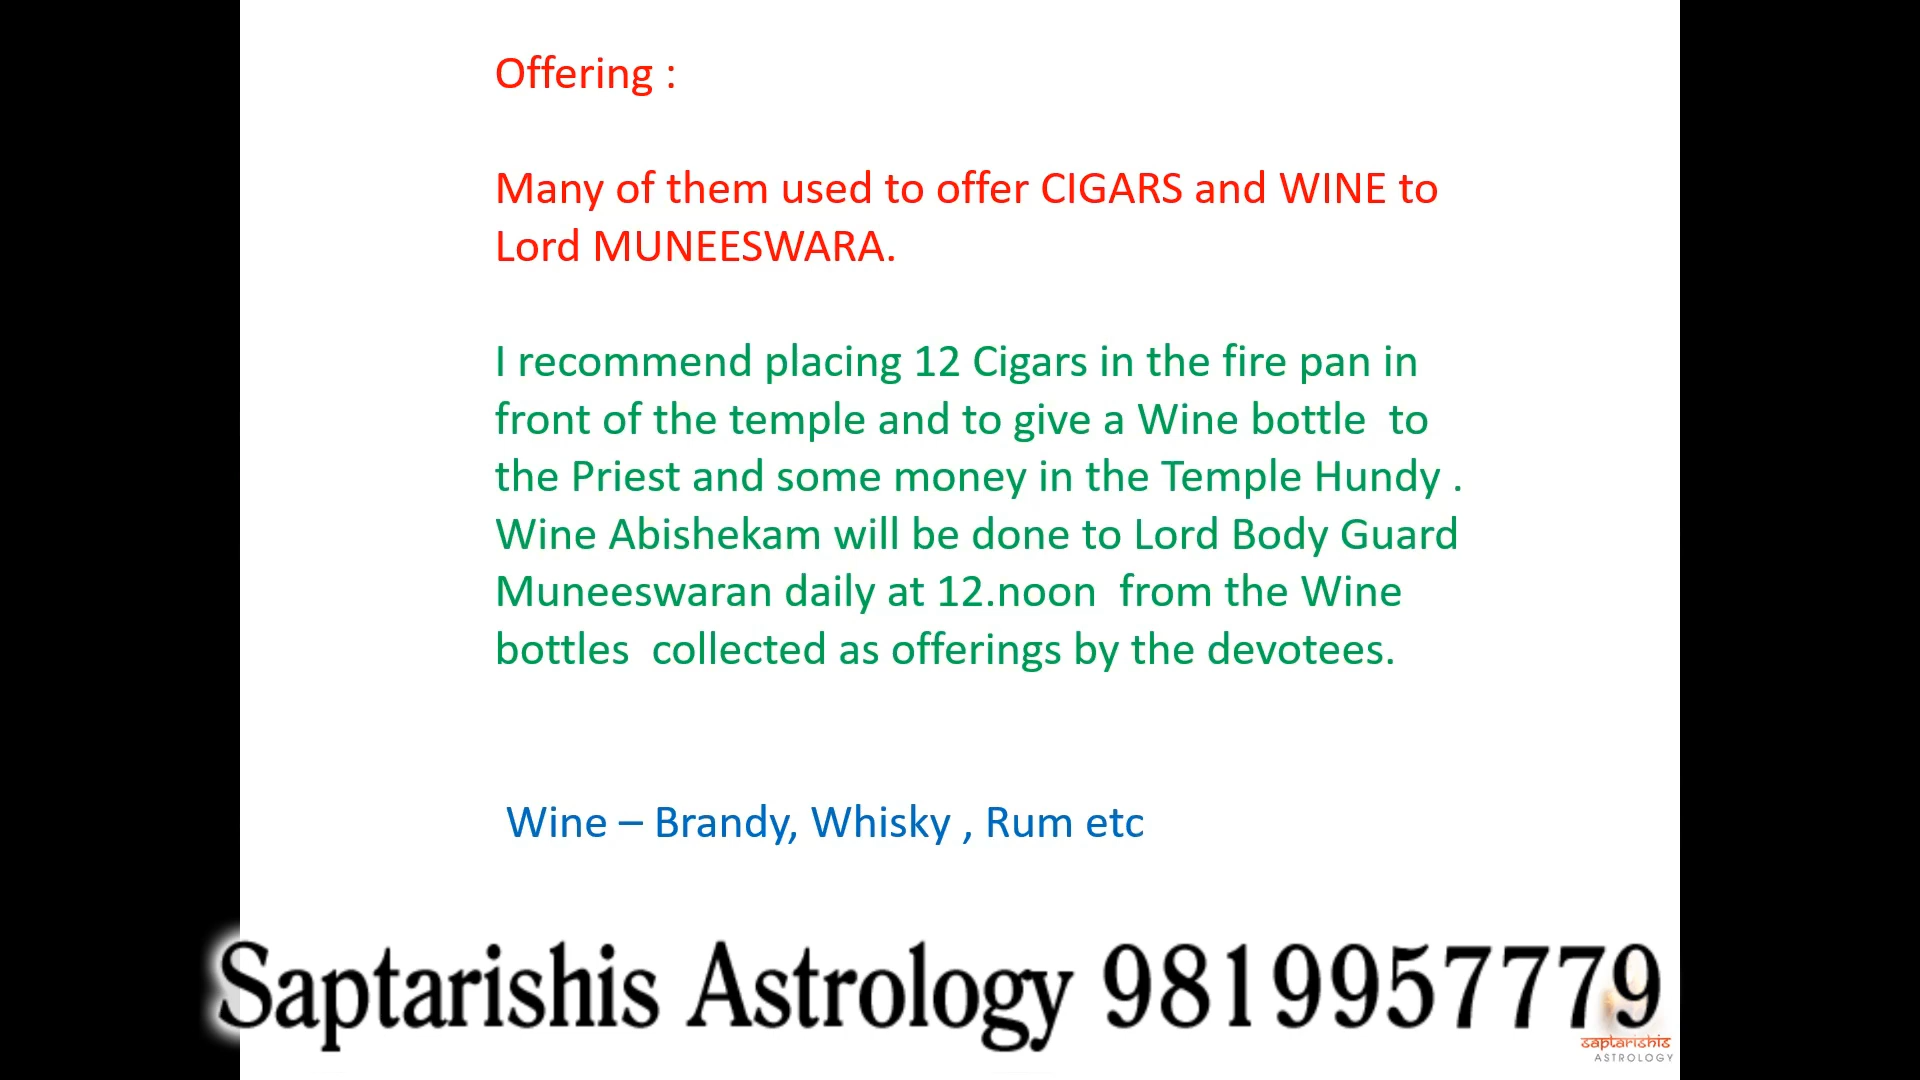 Offering :
Many of them used to offer CIGARS and WINE to
Lord MUNEESWARA.
I recommend placing 12 Cigars in the fire pan in
front of the temple and to give a Wine bottle to
the Priest and some money in the Temple Hundy .
Wine Abishekam will be done to Lord Body Guard
Muneeswaran daily at 12.noon from the Wine
bottles collected as offerings by the devotees.
Wine – Brandy, Whisky , Rum etc
Saptarishis Astrology 9819957779
saptarishis
ASTROLOGY